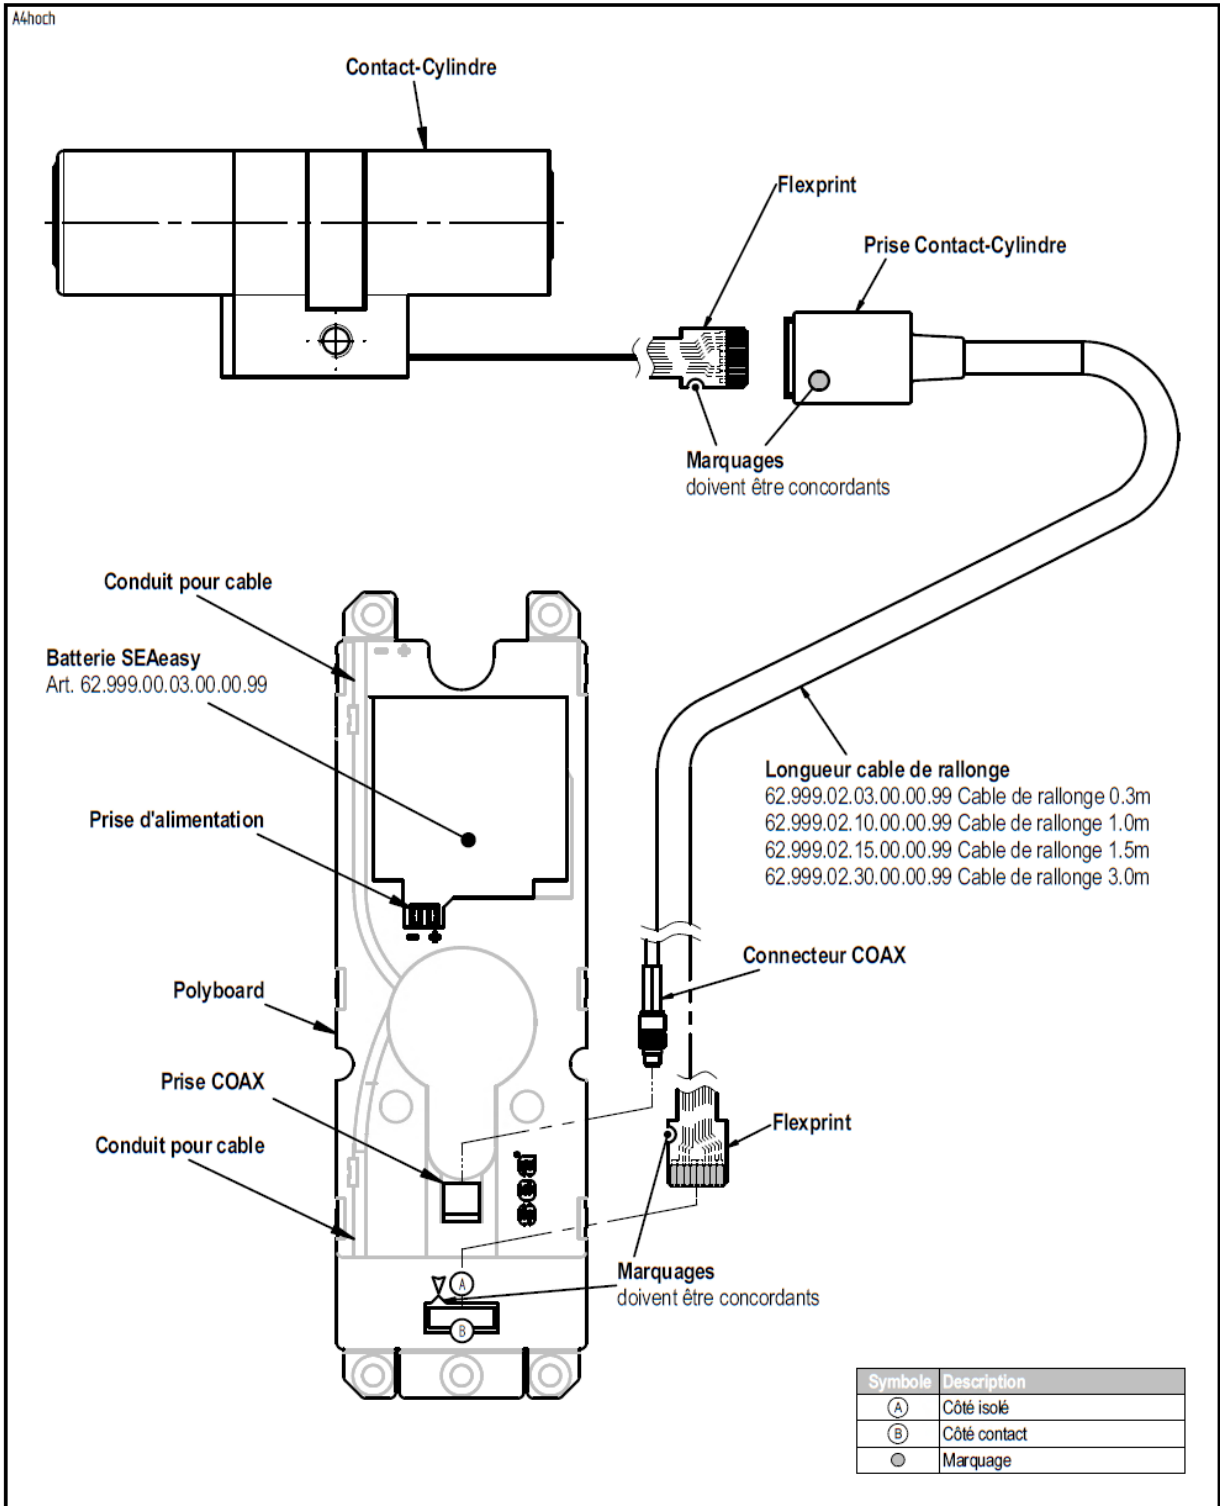 A4hoch
Contact-Cylindre
Flexprint
Prise Contact-Cylindre
Marquages
doivent être concordants
Conduit pour cable
Batterie SEAeasy
Art. 62.999.00.03.00.00.99
Prise d'alimentation
Longueur cable de rallonge
62.999.02.03.00.00.99 Cable de rallonge 0.3m
62.999.02.10.00.00.99 Cable de rallonge 1.0m
62.999.02.15.00.00.99 Cable de rallonge 1.5m
62.999.02.30.00.00.99 Cable de rallonge 3.0m
Connecteur COAX
Polyboard
Prise COAX
Flexprint
Conduit pour cable
Marquages
doivent être concordants
A
B
Symbole Description
A Côté isolé
B Côté contact
Marquage